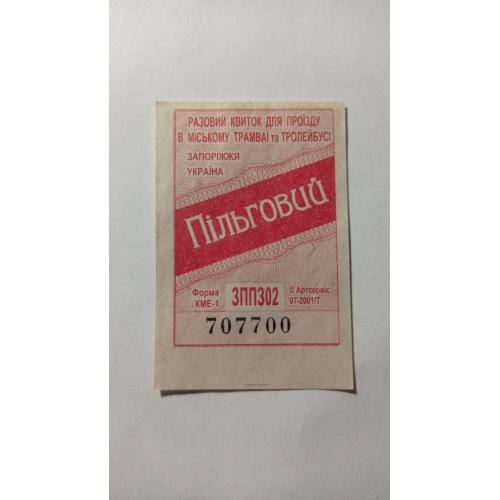 РАЗОВИЙ КВИТОК ДЛЯ ПРОЇЗДУ
В МІСЬКОМУ ТРАМВАЇ та ТРОЛЕЙБУСІ
ЗАПОРІЖЖЯ
УКРАЇНА
Пільговий
Форма
КМЕ-1
ЗПП302
© Артсервіс
07-2001/Т
707700